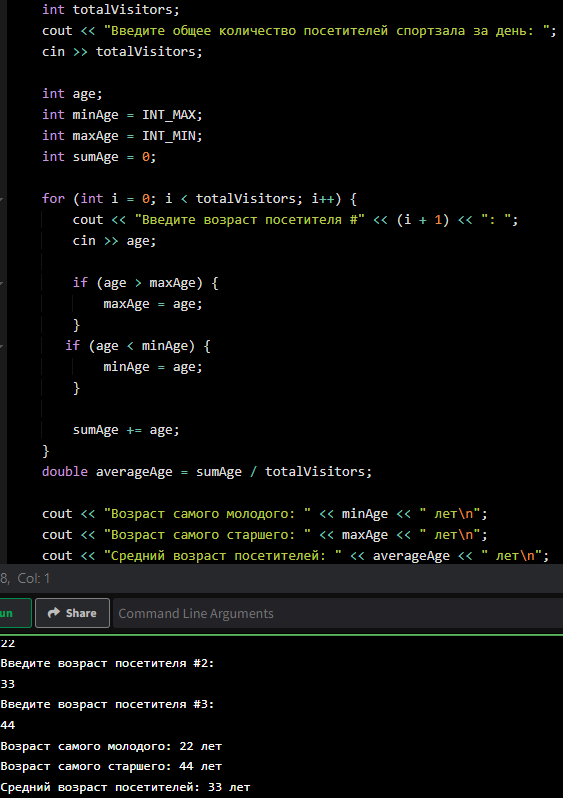 int totalVisitors;
cout << "Введите общее количество посетителей спортзала за день: ";
cin >> totalVisitors;
int age;
int minAge = INT_MAX;
int maxAge = INT_MIN;
int sumAge = 0;
for (int i = 0; i < totalVisitors; i++) {
cout << "Введите возраст посетителя #" << (i + 1) << ": ";
cin >> age;
if (age > maxAge) {
maxAge = age;
}
if (age < minAge) {
minAge = age;
}
sumAge += age;
}
double averageAge = sumAge / totalVisitors;
cout << "Возраст самого молодого: " << minAge << " лет\n";
cout << "Возраст самого старшего: " << maxAge << " лет\n";
cout << "Средний возраст посетителей: " << averageAge << " лет\n";
8, Col: 1
un Share Command Line Arguments
22
Введите возраст посетителя #2:
33
Введите возраст посетителя #3:
44
Возраст самого молодого: 22 лет
Возраст самого старшего: 44 лет
Средний возраст посетителей: 33 лет